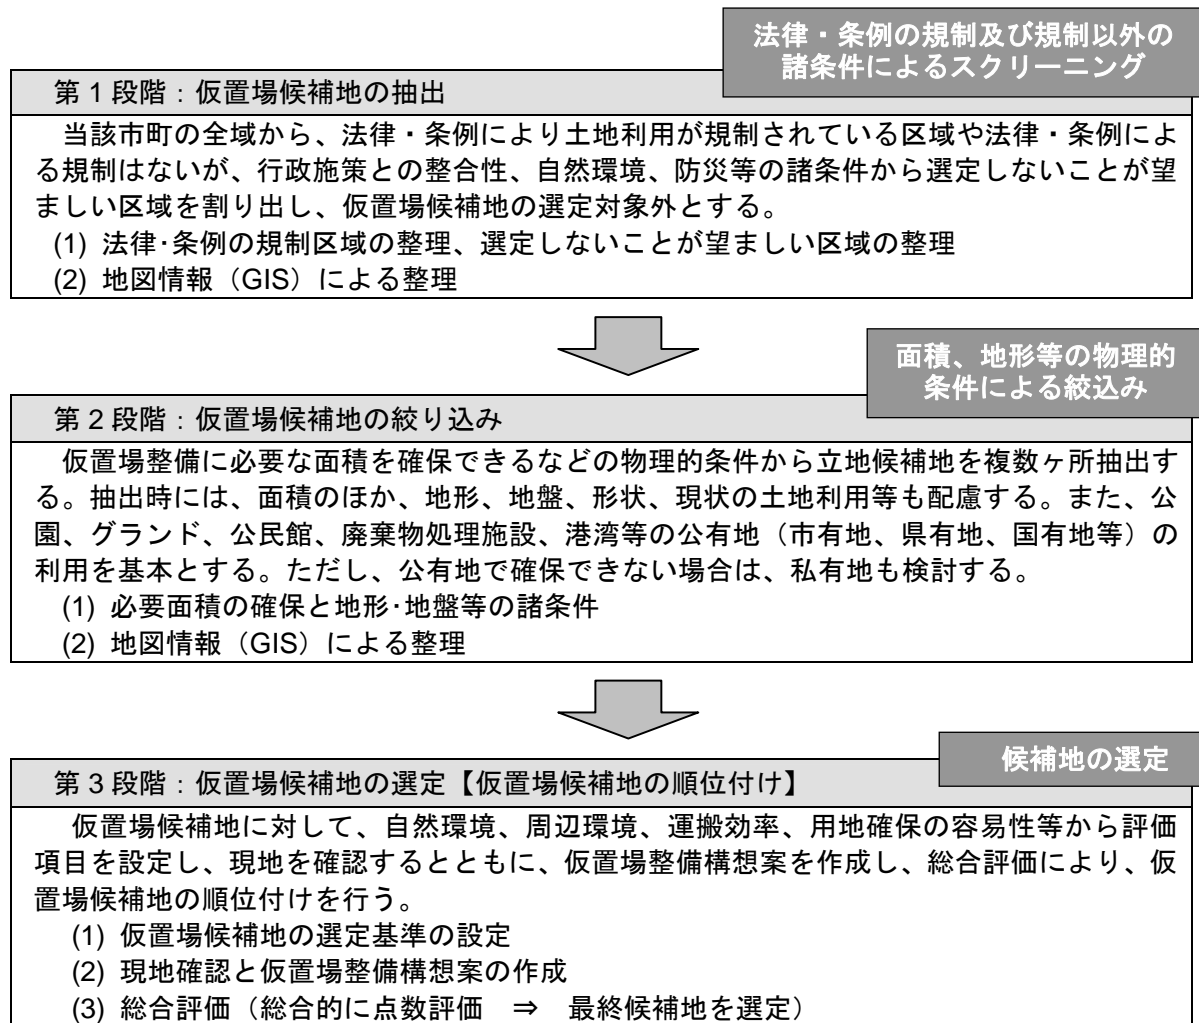 法律・条例の規制及び規制以外の
諸条件によるスクリーニング
第1段階：仮置場候補地の抽出
当該市町の全域から、法律・条例により土地利用が規制されている区域や法律・条例によ
る規制はないが、行政施策との整合性、自然環境、防災等の諸条件から選定しないことが望
ましい区域を割り出し、仮置場候補地の選定対象外とする。
(1) 法律･条例の規制区域の整理、選定しないことが望ましい区域の整理
(2) 地図情報（GIS）による整理
面積、地形等の物理的
条件による絞込み
第2段階：仮置場候補地の絞り込み
仮置場整備に必要な面積を確保できるなどの物理的条件から立地候補地を複数ヶ所抽出す
る。抽出時には、面積のほか、地形、地盤、形状、現状の土地利用等も配慮する。また、公
園、グランド、公民館、廃棄物処理施設、港湾等の公有地（市有地、県有地、国有地等）の
利用を基本とする。ただし、公有地で確保できない場合は、私有地も検討する。
(1) 必要面積の確保と地形･地盤等の諸条件
(2) 地図情報（GIS）による整理
候補地の選定
第3段階：仮置場候補地の選定【仮置場候補地の順位付け】
仮置場候補地に対して、自然環境、周辺環境、運搬効率、用地確保の容易性等から評価
項目を設定し、現地を確認するとともに、仮置場整備構想案を作成し、総合評価により、仮
置場候補地の順位付けを行う。
(1) 仮置場候補地の選定基準の設定
(2) 現地確認と仮置場整備構想案の作成
(3) 総合評価（総合的に点数評価　⇒　最終候補地を選定）